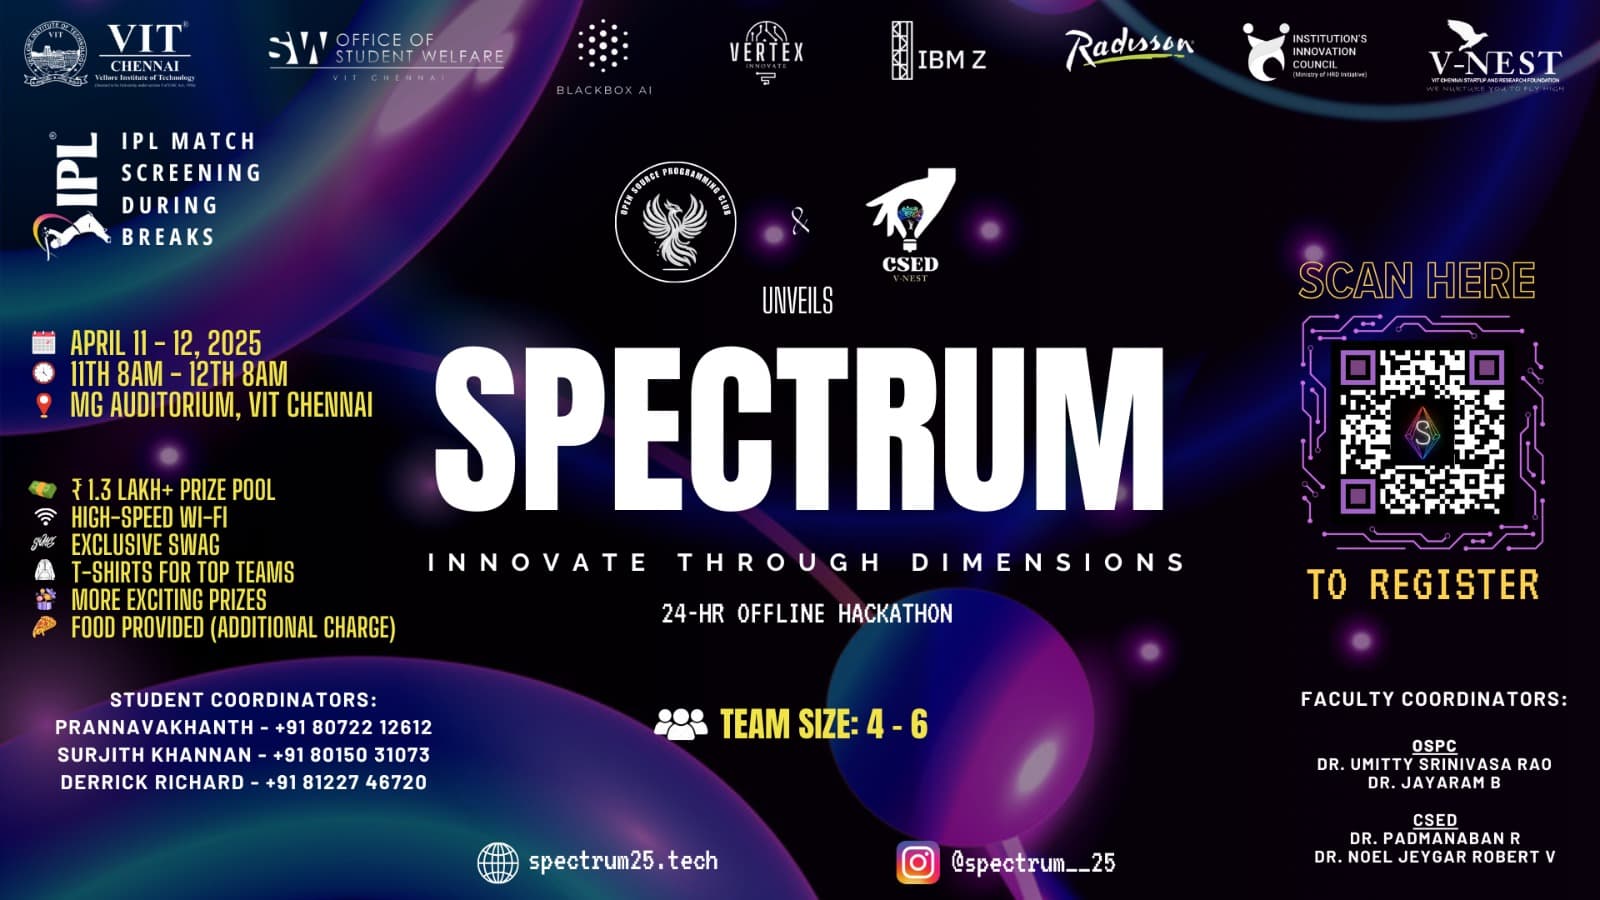 VIT®
CHENNAI
Vellore Institute of Technology
SW OFFICE OF
STUDENT WELFARE
VIT CHENNAI
BLACKBOX AI
VERTEX
INNOVATE
IBM Z
Radisson
INSTITUTION'S
INNOVATION
COUNCIL
(Ministry of HRD Initiative)
V-NEST
VIT CHENNAI STARTUP AND RESEARCH FOUNDATION
WE NURTURE YOU TO FLY HIGH
IPL
IPL MATCH
SCREENING
DURING
BREAKS
OPEN SOURCE PROGRAMMING CLUB
&
CSED
V-NEST
UNVEILS
SPECTRUM
INNOVATE THROUGH DIMENSIONS
24-HR OFFLINE HACKATHON
TEAM SIZE: 4 - 6
APRIL 11 - 12, 2025
11TH 8AM - 12TH 8AM
MG AUDITORIUM, VIT CHENNAI
₹ 1.3 LAKH+ PRIZE POOL
HIGH-SPEED WI-FI
EXCLUSIVE SWAG
T-SHIRTS FOR TOP TEAMS
MORE EXCITING PRIZES
FOOD PROVIDED (ADDITIONAL CHARGE)
STUDENT COORDINATORS:
PRANNAVAKHANTH - +91 80722 12612
SURJITH KHANNAN - +91 80150 31073
DERRICK RICHARD - +91 81227 46720
SCAN HERE
S
TO REGISTER
FACULTY COORDINATORS:
OSPC
DR. UMITTY SRINIVASA RAO
DR. JAYARAM B
CSED
DR. PADMANABAN R
DR. NOEL JEYGAR ROBERT V
spectrum25.tech
@spectrum__25